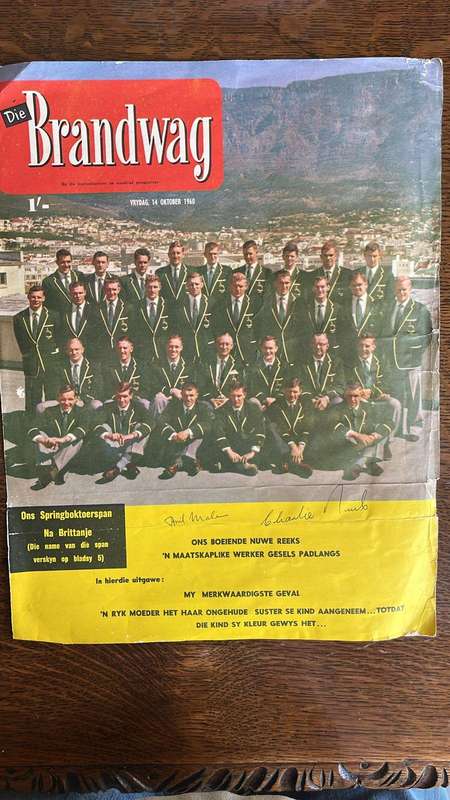 Die
Brandwag
1/-
VRYDAG, 14 OKTOBER 1960
Ons Springboktoerspan
Na Brittanje
(Die name van die span
verskyn op bladsy 5)
Charlie
ONS BOEIENDE NUWE REEKS
'N MAATSKAPLIKE WERKER GESELS PADLANGS
In hierdie uitgawe:
MY MERKWAARDIGSTE GEVAL
'N RYK MOEDER HET HAAR ONGEHUDE SUSTER SE KIND AANGENEEM...TOTDAT
DIE KIND SY KLEUR GEWYS HET...